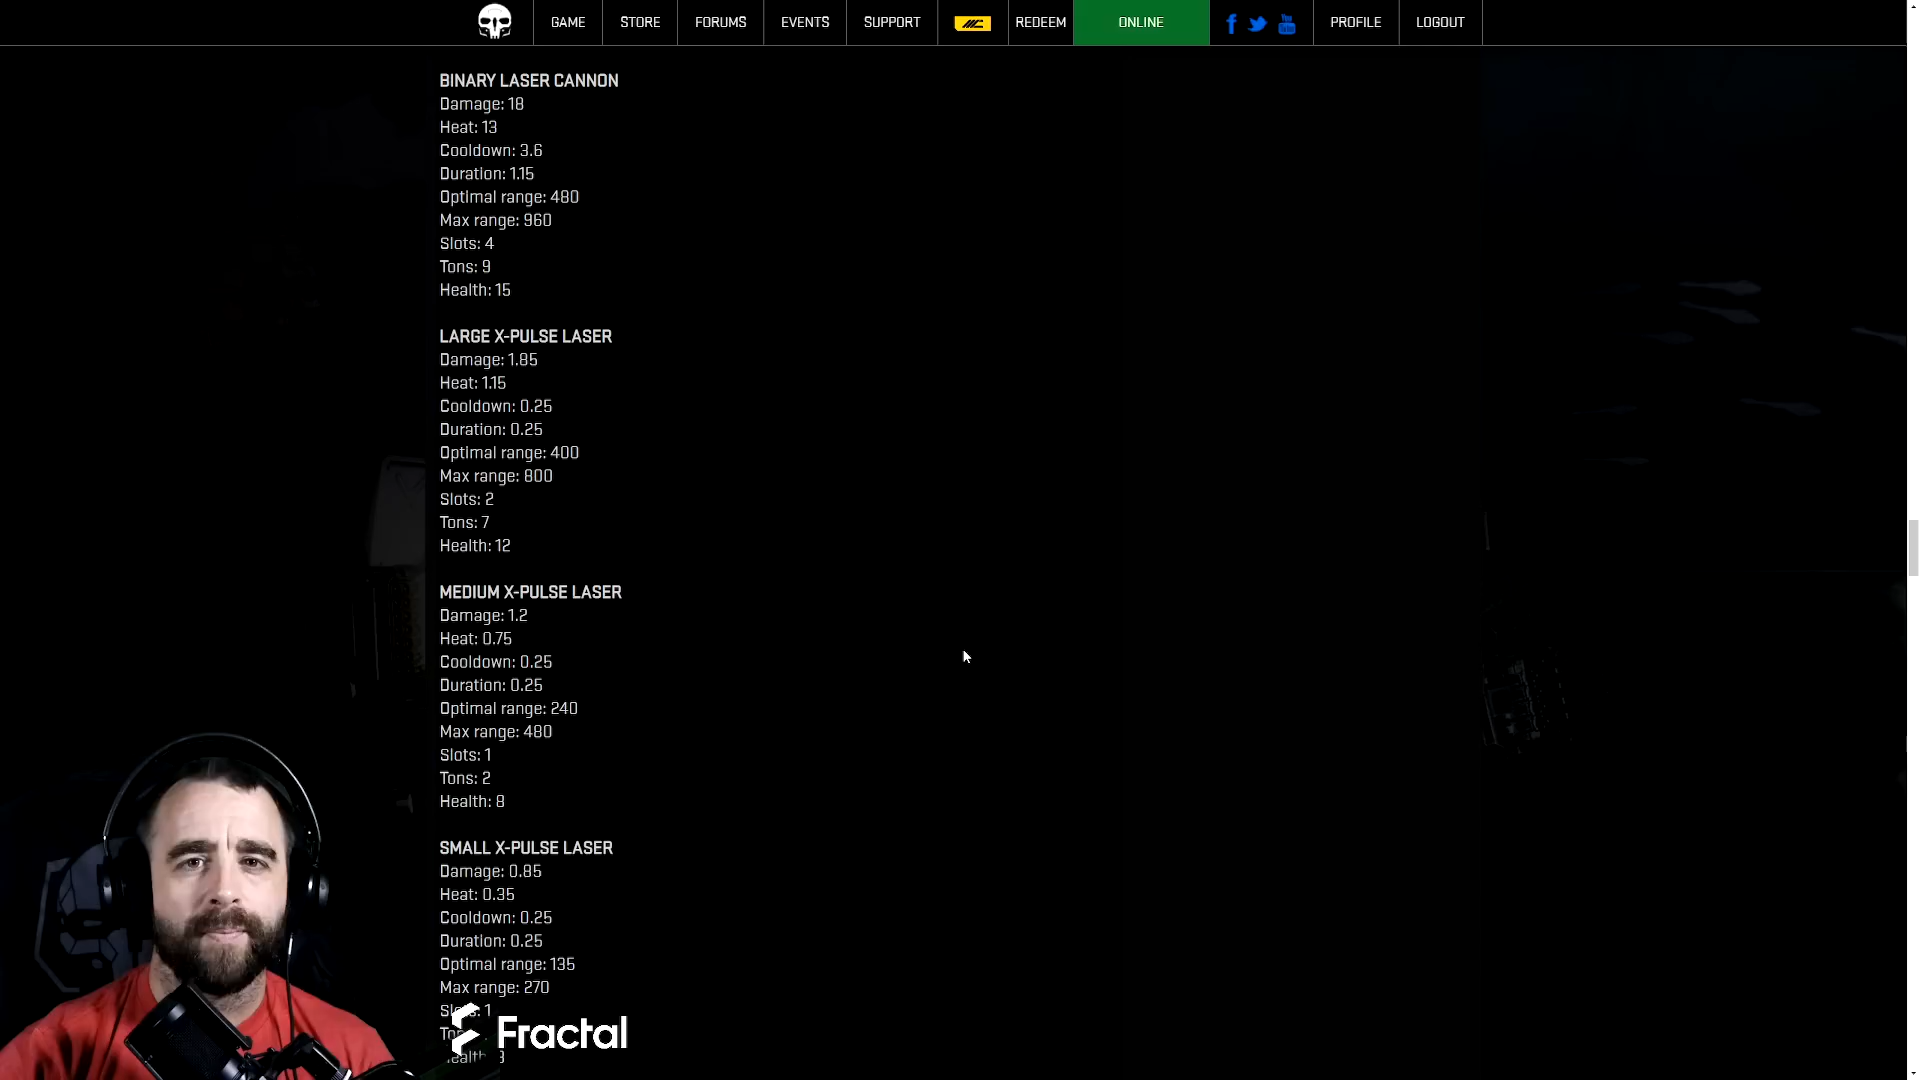 GAME STORE FORUMS EVENTS SUPPORT MC REDEEM ONLINE PROFILE LOGOUT
BINARY LASER CANNON
Damage: 18
Heat: 13
Cooldown: 3.6
Duration: 1.15
Optimal range: 480
Max range: 960
Slots: 4
Tons: 9
Health: 15
LARGE X-PULSE LASER
Damage: 1.85
Heat: 1.15
Cooldown: 0.25
Duration: 0.25
Optimal range: 400
Max range: 800
Slots: 2
Tons: 7
Health: 12
MEDIUM X-PULSE LASER
Damage: 1.2
Heat: 0.75
Cooldown: 0.25
Duration: 0.25
Optimal range: 240
Max range: 480
Slots: 1
Tons: 2
Health: 8
SMALL X-PULSE LASER
Damage: 0.85
Heat: 0.35
Cooldown: 0.25
Duration: 0.25
Optimal range: 135
Max range: 270
Fractal